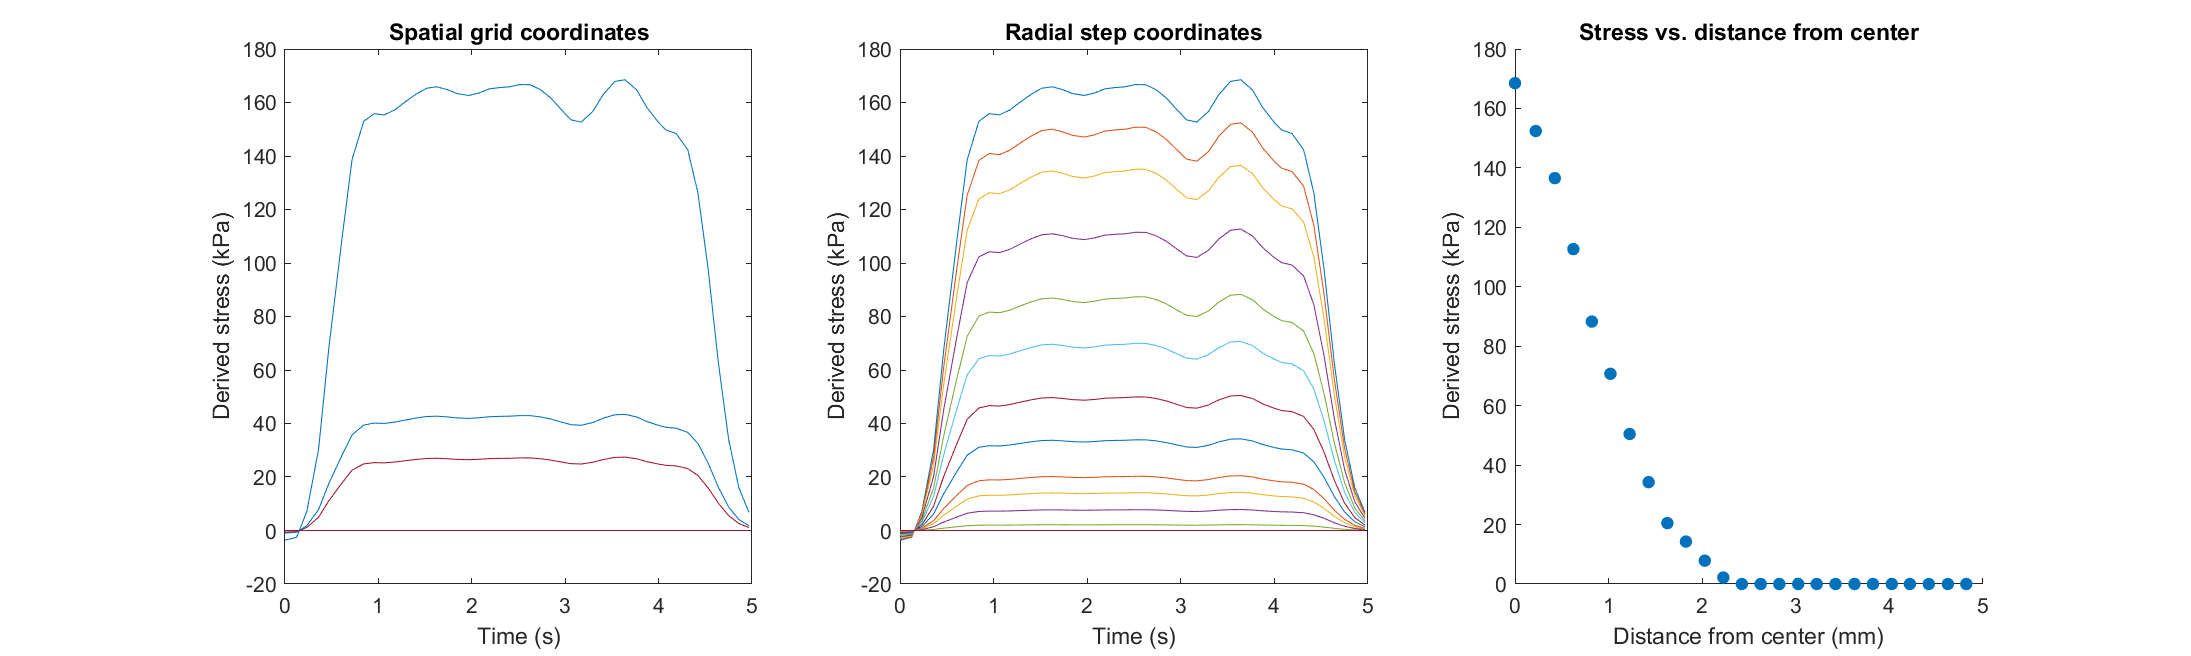 Spatial grid coordinates
180
160
140
120
100
80
60
40
20
0
-20
0 1 2 3 4 5
Derived stress (kPa)
Time (s)
Radial step coordinates
180
160
140
120
100
80
60
40
20
0
-20
0 1 2 3 4 5
Derived stress (kPa)
Time (s)
Stress vs. distance from center
180
160
140
120
100
80
60
40
20
0
0 1 2 3 4 5
Derived stress (kPa)
Distance from center (mm)